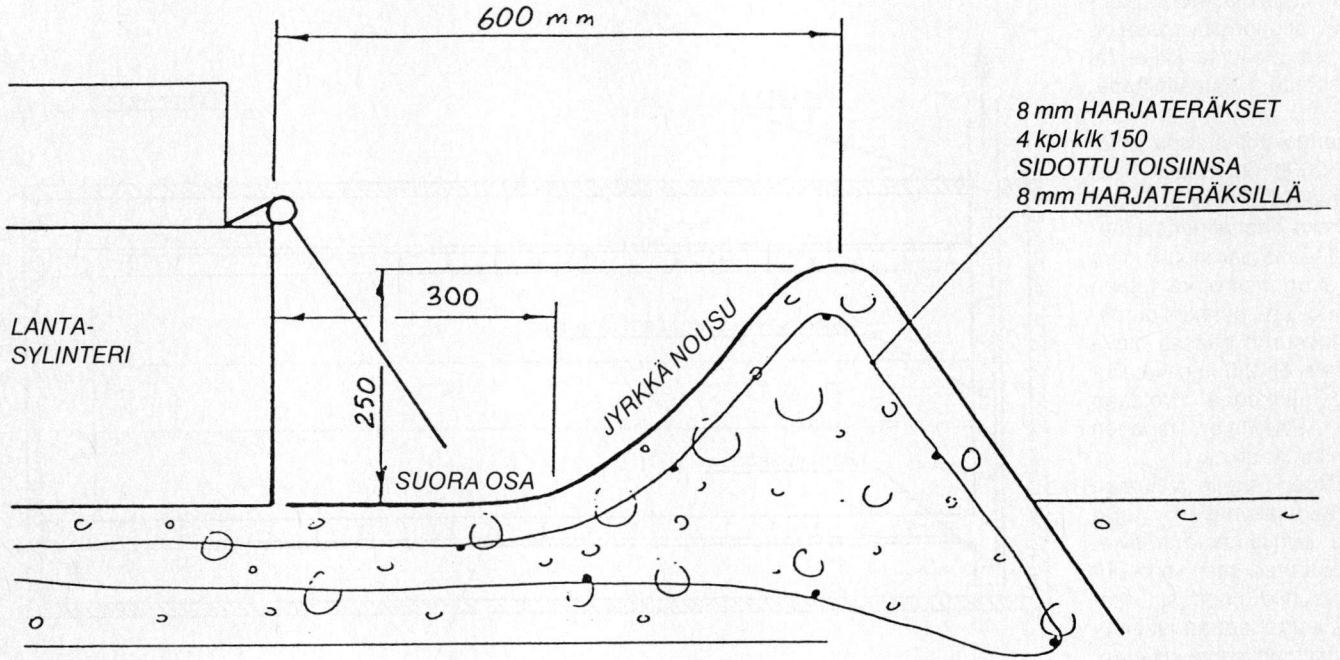 600 mm
8 mm HARJATERÄKSET
4 kpl k/k 150
SIDOTTU TOISIINSA
8 mm HARJATERÄKSILLÄ
300
LANTA-
SYLINTERI
250
JYRKKÄ NOUSU
SUORA OSA